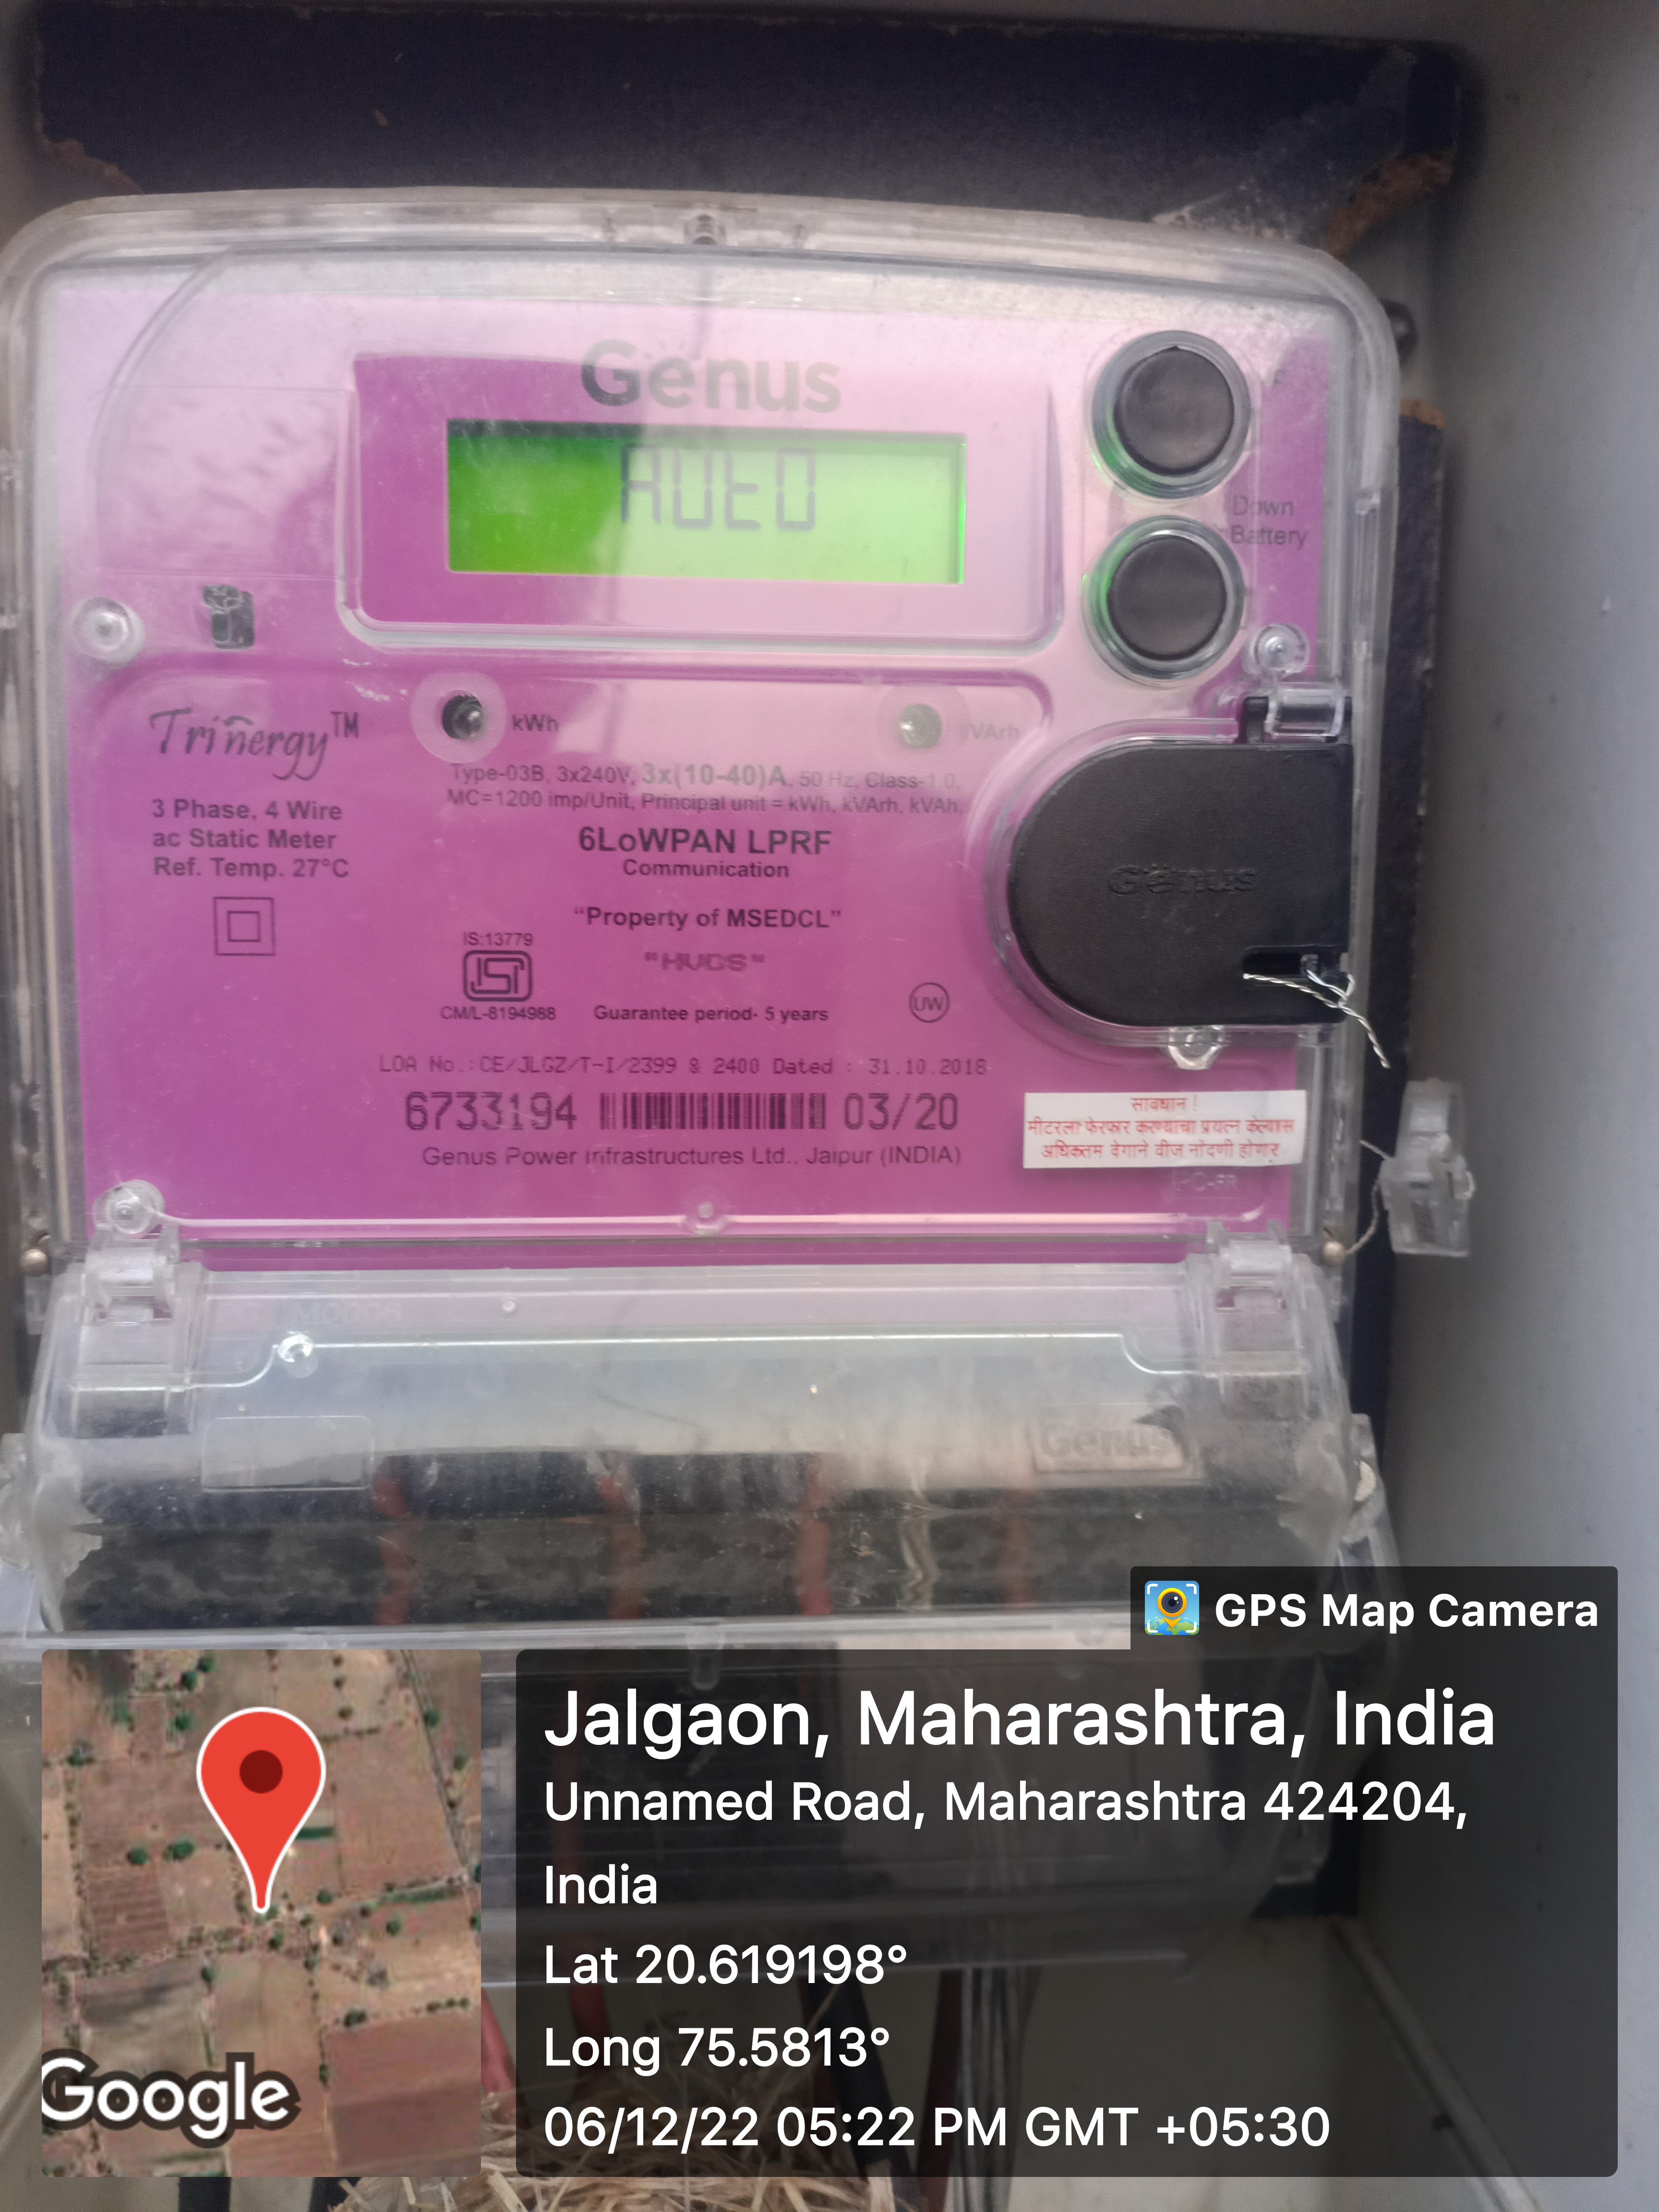 Genus
AUtO
Down
Battery
Trinergy™
kWh
VArh
3 Phase, 4 Wire
ac Static Meter
Ref. Temp. 27°C
Type-03B, 3x240V, 3x(10-40)A, 50 Hz, Class-1.0,
MC=1200 imp/Unit, Principal unit = kWh, kVArh, kVAh
6LoWPAN LPRF
Communication
Genus
"Property of MSEDCL"
IS:13779
ISI
CM/L-8194988
Guarantee period- 5 years
UW
LOA No.:CE/JLGZ/T-I/2399 & 2400 Dated : 31.10.2018
6733194 03/20
Genus Power Infrastructures Ltd., Jaipur (INDIA)
सावधान !
मीटरला फेरफार करण्याचा प्रयत्न केल्यास
अधिकतम वेगाने वीज नोंदणी होणार
Genus
GPS Map Camera
Jalgaon, Maharashtra, India
Unnamed Road, Maharashtra 424204,
India
Lat 20.619198°
Long 75.5813°
06/12/22 05:22 PM GMT +05:30
Google